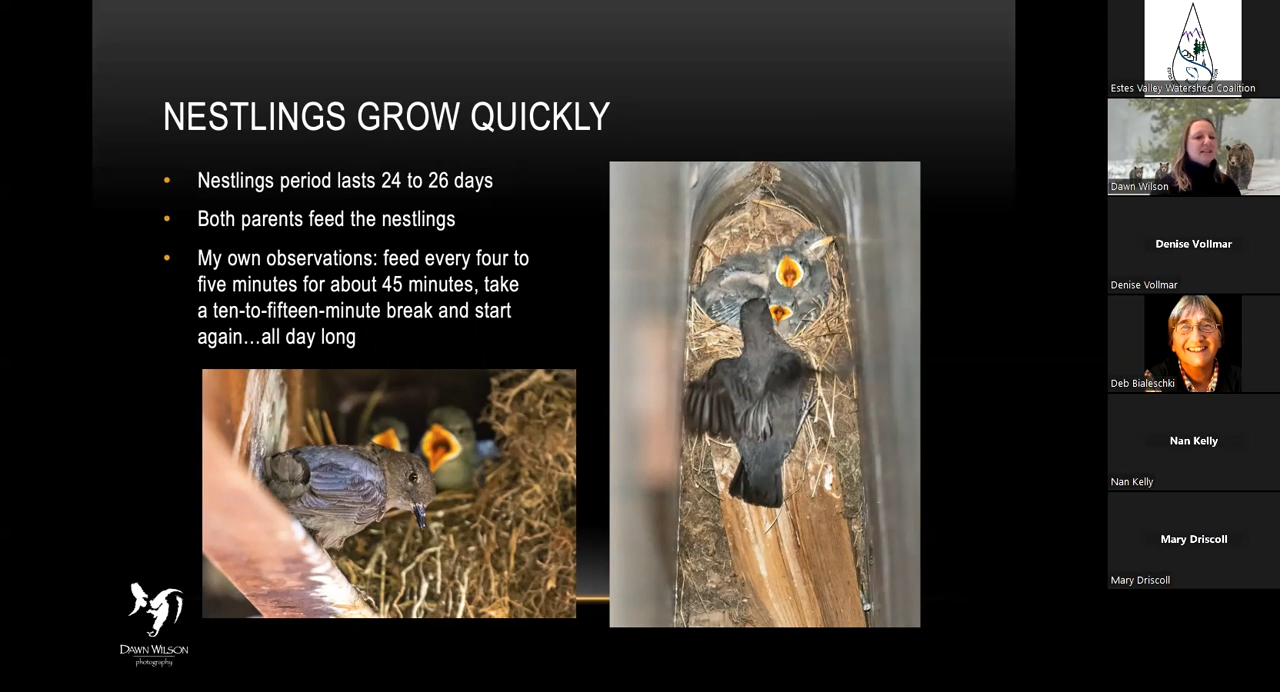 NESTLINGS GROW QUICKLY
• Nestlings period lasts 24 to 26 days
• Both parents feed the nestlings
• My own observations: feed every four to
five minutes for about 45 minutes, take
a ten-to-fifteen-minute break and start
again…all day long
DAWN WILSON
photography
Estes Valley Watershed Coalition
Dawn Wilson
Denise Vollmar
Denise Vollmar
Deb Bialeschki
Nan Kelly
Nan Kelly
Mary Driscoll
Mary Driscoll